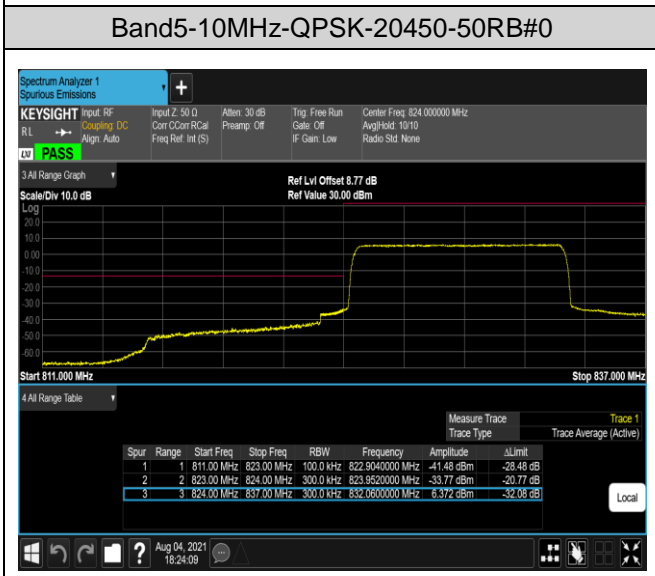 Band5-10MHz-QPSK-20450-50RB#0
Spectrum Analyzer 1
Spurious Emissions
KEYSIGHT Input: RF Input Z: 50 Ω Atten: 30 dB Trig: Free Run Center Freq: 824.000000 MHz
RL Coupling: DC Corr CCorr RCal Preamp: Off Gate: Off Avg|Hold: 10/10
Align: Auto Freq Ref: Int (S) IF Gain: Low Radio Std: None
LXI PASS
3 All Range Graph
Ref Lvl Offset 8.77 dB
Scale/Div 10.0 dB Ref Value 30.00 dBm
Log
20.0
10.0
0.00
-10.0
-20.0
-30.0
-40.0
-50.0
-60.0
Start 811.000 MHz Stop 837.000 MHz
4 All Range Table
Measure Trace Trace 1
Trace Type Trace Average (Active)
Spur Range Start Freq Stop Freq RBW Frequency Amplitude ΔLimit
1 1 811.00 MHz 823.00 MHz 100.0 kHz 822.9040000 MHz -41.48 dBm -28.48 dB
2 2 823.00 MHz 824.00 MHz 300.0 kHz 823.9520000 MHz -33.77 dBm -20.77 dB
3 3 824.00 MHz 837.00 MHz 300.0 kHz 832.0600000 MHz 6.372 dBm -32.08 dB
Local
? Aug 04, 2021
18:24:09